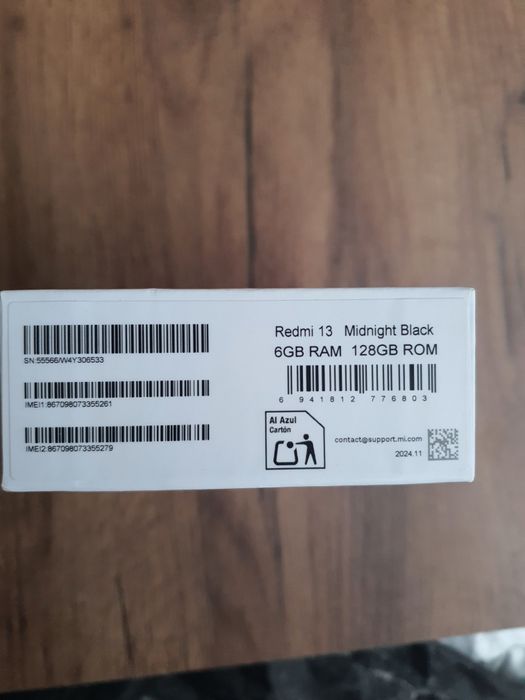 SN:55566/W4Y306533
IMEI1:867098073355261
IMEI2:867098073355279
Redmi 13 Midnight Black
6GB RAM 128GB ROM
6 941812 776803
Al Azul
Cartón
contact@support.mi.com
2024.11